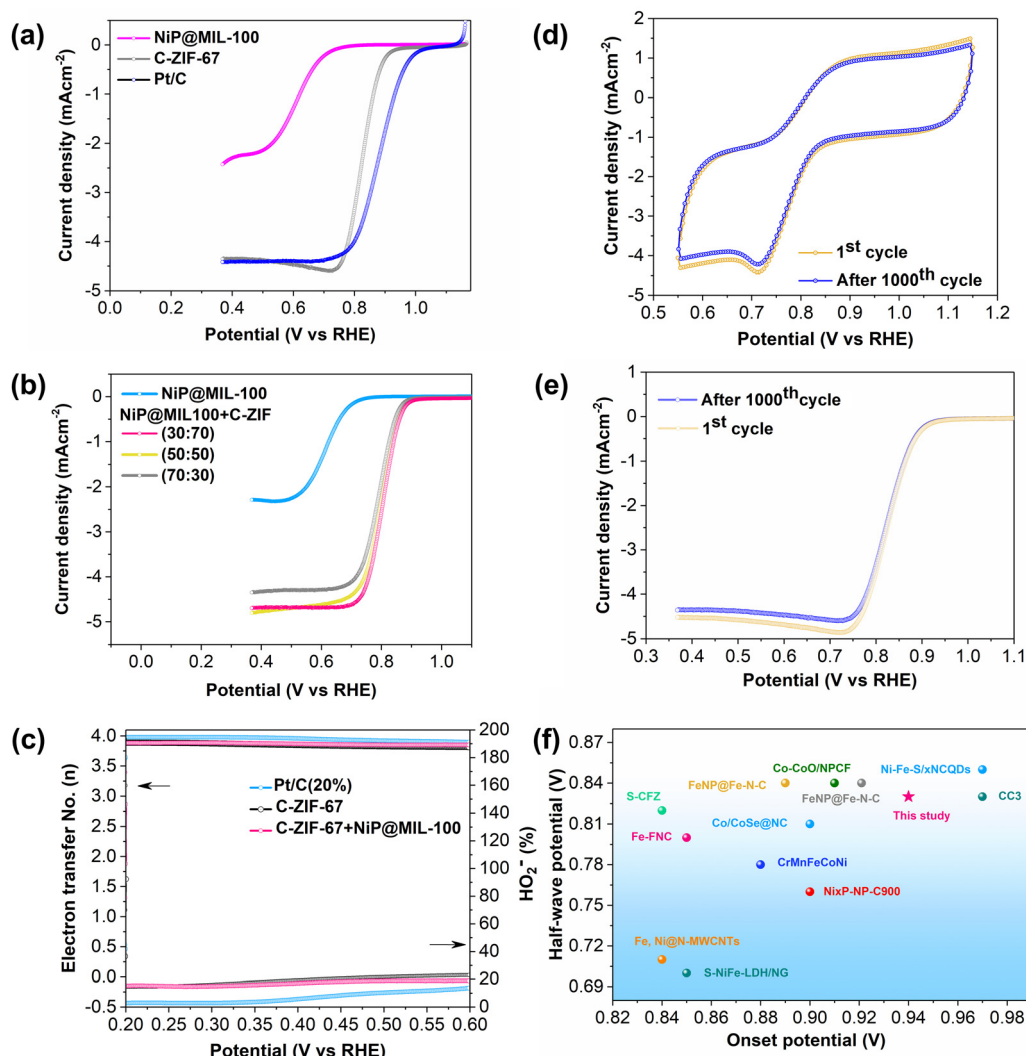 (a)
NiP@MIL-100
C-ZIF-67
Pt/C
0
-1
-2
-3
-4
-5
0.0 0.2 0.4 0.6 0.8 1.0
Current density (mAcm-2)
Potential (V vs RHE)
(d)
5
4
3
2
1
0
-1
-2
-3
-4
-5
0.5 0.6 0.7 0.8 0.9 1.0 1.1 1.2
1st cycle
After 1000th cycle
Current density (mAcm-2)
Potential (V vs RHE)
(b)
NiP@MIL-100
NiP@MIL100+C-ZIF
(30:70)
(50:50)
(70:30)
0
-1
-2
-3
-4
-5
0.0 0.2 0.4 0.6 0.8 1.0
Current density (mAcm-2)
Potential (V vs RHE)
(e)
After 1000th cycle
1st cycle
1
0
-1
-2
-3
-4
-5
0.3 0.4 0.5 0.6 0.7 0.8 0.9 1.0 1.1
Current density (mAcm-2)
Potential (V vs RHE)
(c)
4.0
3.5
3.0
2.5
2.0
1.5
1.0
0.5
0.0
-0.5
Pt/C(20%)
C-ZIF-67
C-ZIF-67+NiP@MIL-100
200
180
160
140
120
100
80
60
40
20
0
0.20 0.25 0.30 0.35 0.40 0.45 0.50 0.55 0.60
Electron transfer No. (n)
HO2- (%)
Potential (V vs RHE)
(f)
0.87
0.84
0.81
0.78
0.75
0.72
0.69
Co-CoO/NPCF
Ni-Fe-S/xNCQDs
FeNP@Fe-N-C
FeNP@Fe-N-C
CC3
S-CFZ
This study
Co/CoSe@NC
Fe-FNC
CrMnFeCoNi
NixP-NP-C900
Fe, Ni@N-MWCNTs
S-NiFe-LDH/NG
0.82 0.84 0.86 0.88 0.90 0.92 0.94 0.96 0.98
Half-wave potential (V)
Onset potential (V)